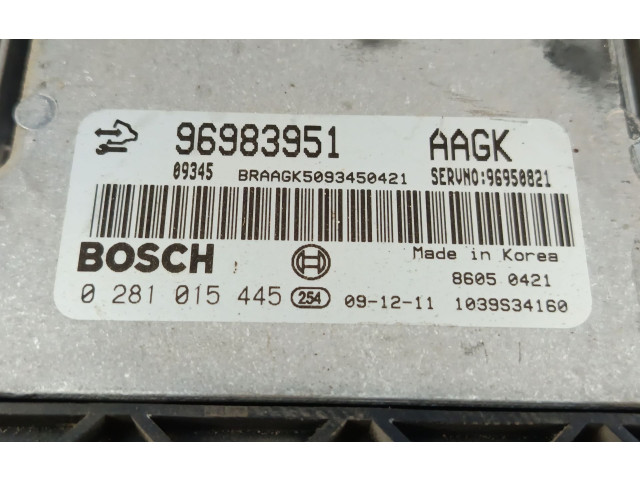 96983951 AAGK
09345 BRAAGK5093450421 SERVNO:96950821
BOSCH Made in Korea
8605 0421
0 281 015 445 254 09-12-11 1039S34160